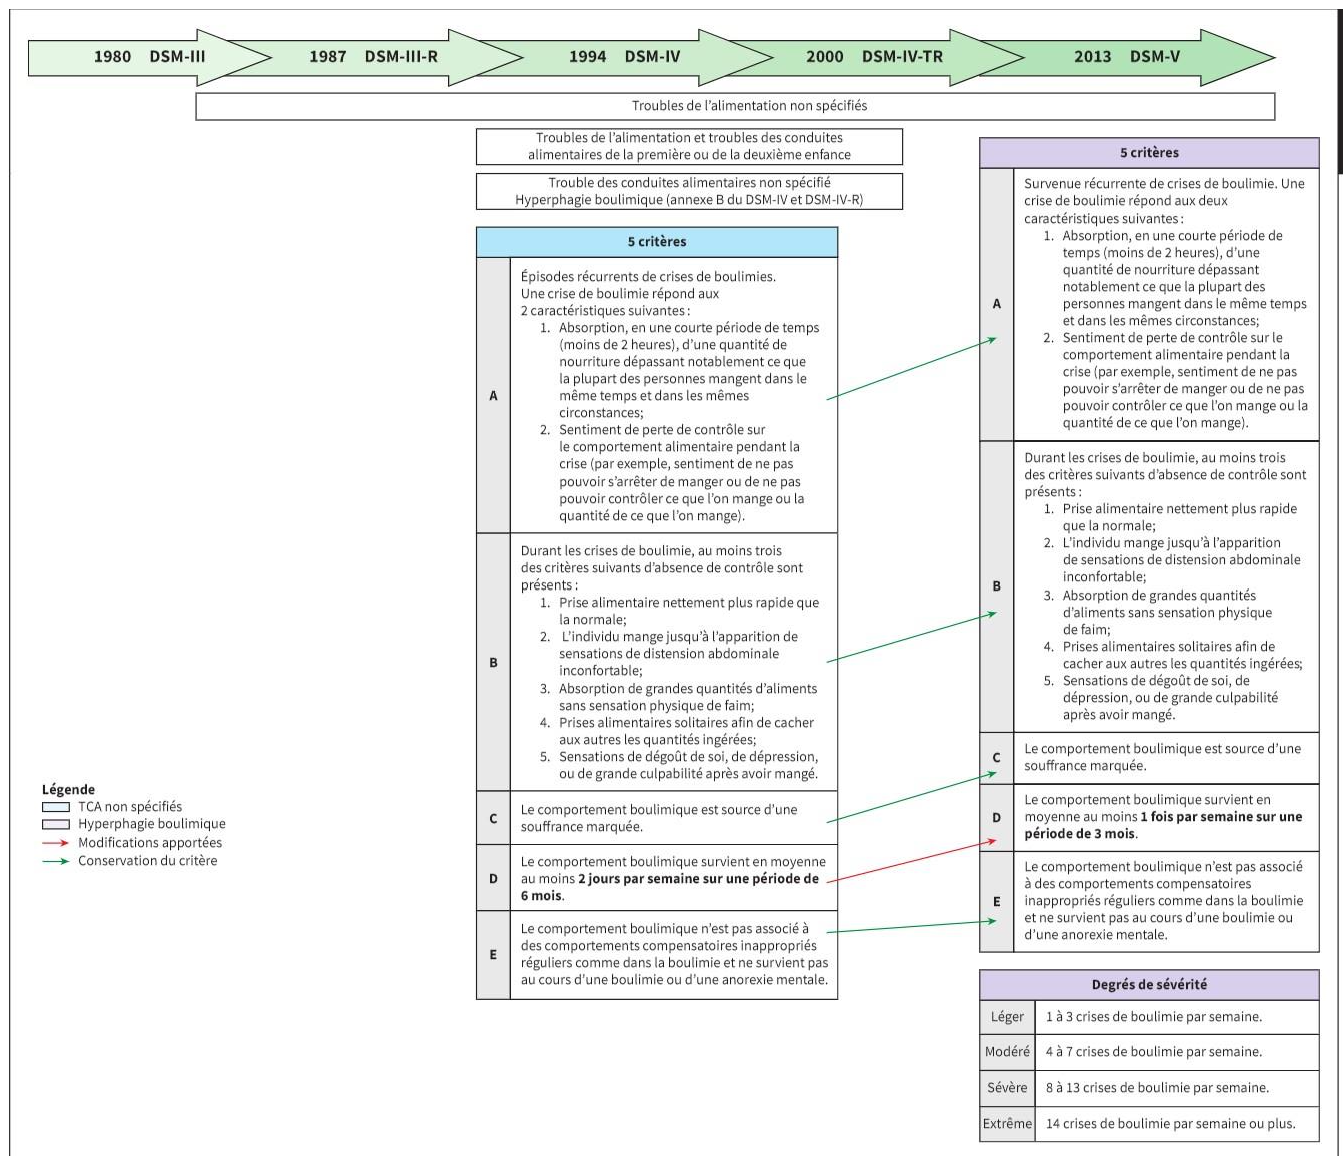 1980 DSM-III
1987 DSM-III-R
1994 DSM-IV
2000 DSM-IV-TR
2013 DSM-V
Troubles de l'alimentation non spécifiés
Troubles de l'alimentation et troubles des conduites
alimentaires de la première ou de la deuxième enfance
Trouble des conduites alimentaires non spécifié
Hyperphagie boulimique (annexe B du DSM-IV et DSM-IV-R)
5 critères
A
Épisodes récurrents de crises de boulimies.
Une crise de boulimie répond aux
2 caractéristiques suivantes :
1. Absorption, en une courte période de temps
(moins de 2 heures), d'une quantité de
nourriture dépassant notablement ce que
la plupart des personnes mangent dans le
même temps et dans les mêmes
circonstances;
2. Sentiment de perte de contrôle sur
le comportement alimentaire pendant la
crise (par exemple, sentiment de ne pas
pouvoir s'arrêter de manger ou de ne pas
pouvoir contrôler ce que l'on mange ou la
quantité de ce que l'on mange).
B
Durant les crises de boulimie, au moins trois
des critères suivants d'absence de contrôle sont
présents :
1. Prise alimentaire nettement plus rapide que
la normale;
2. L'individu mange jusqu'à l'apparition de
sensations de distension abdominale
inconfortable;
3. Absorption de grandes quantités d'aliments
sans sensation physique de faim;
4. Prises alimentaires solitaires afin de cacher
aux autres les quantités ingérées;
5. Sensations de dégoût de soi, de dépression,
ou de grande culpabilité après avoir mangé.
C
Le comportement boulimique est source d'une
souffrance marquée.
D
Le comportement boulimique survient en moyenne
au moins 2 jours par semaine sur une période de
6 mois.
E
Le comportement boulimique n'est pas associé à
des comportements compensatoires inappropriés
réguliers comme dans la boulimie et ne survient pas
au cours d'une boulimie ou d'une anorexie mentale.
5 critères
A
Survenue récurrente de crises de boulimie. Une
crise de boulimie répond aux deux
caractéristiques suivantes :
1. Absorption, en une courte période de
temps (moins de 2 heures), d'une
quantité de nourriture dépassant
notablement ce que la plupart des
personnes mangent dans le même temps
et dans les mêmes circonstances;
2. Sentiment de perte de contrôle sur le
comportement alimentaire pendant la
crise (par exemple, sentiment de ne pas
pouvoir s'arrêter de manger ou de ne pas
pouvoir contrôler ce que l'on mange ou la
quantité de ce que l'on mange).
B
Durant les crises de boulimie, au moins trois
des critères suivants d'absence de contrôle sont
présents :
1. Prise alimentaire nettement plus rapide
que la normale;
2. L'individu mange jusqu'à l'apparition
de sensations de distension abdominale
inconfortable;
3. Absorption de grandes quantités
d'aliments sans sensation physique
de faim;
4. Prises alimentaires solitaires afin de
cacher aux autres les quantités ingérées;
5. Sensations de dégoût de soi, de
dépression, ou de grande culpabilité
après avoir mangé.
C
Le comportement boulimique est source d'une
souffrance marquée.
D
Le comportement boulimique survient en
moyenne au moins 1 fois par semaine sur une
période de 3 mois.
E
Le comportement boulimique n'est pas associé
à des comportements compensatoires
inappropriés réguliers comme dans la boulimie
et ne survient pas au cours d'une boulimie ou
d'une anorexie mentale.
Degrés de sévérité
Léger 1 à 3 crises de boulimie par semaine.
Modéré 4 à 7 crises de boulimie par semaine.
Sévère 8 à 13 crises de boulimie par semaine.
Extrême 14 crises de boulimie par semaine ou plus.
Légende
TCA non spécifiés
Hyperphagie boulimique
Modifications apportées
Conservation du critère